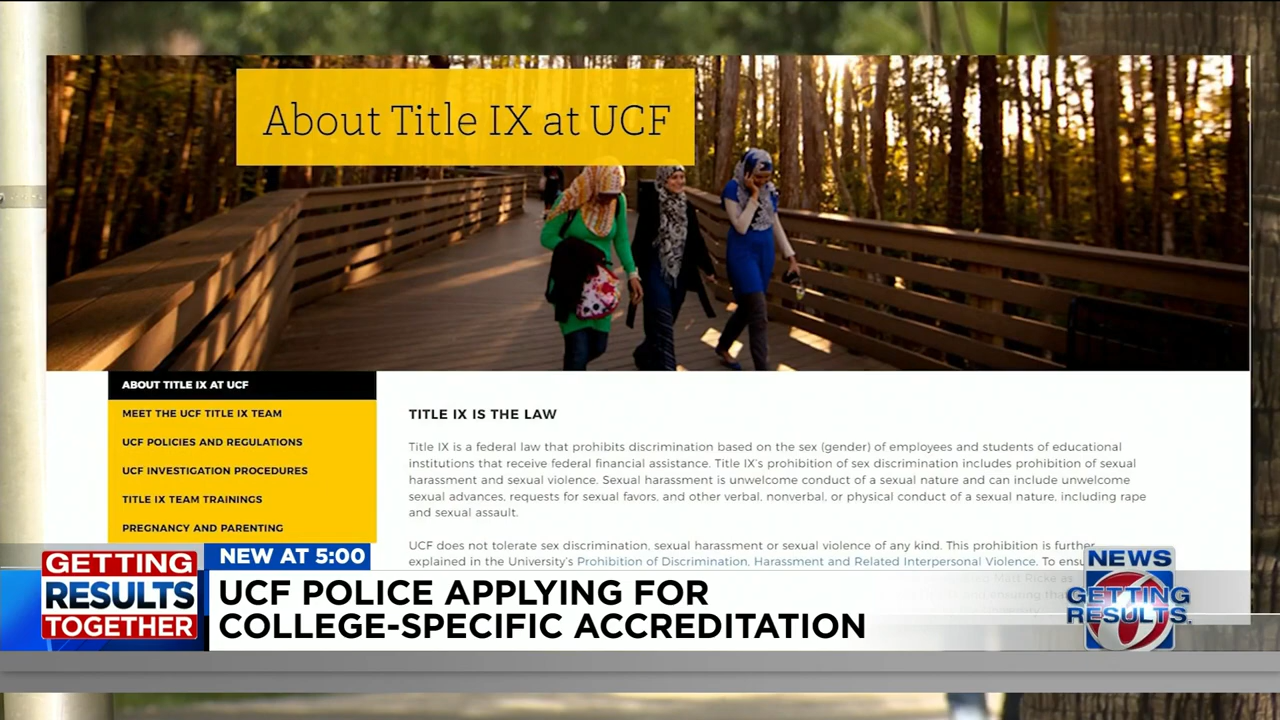 About Title IX at UCF
ABOUT TITLE IX AT UCF
MEET THE UCF TITLE IX TEAM
UCF POLICIES AND REGULATIONS
UCF INVESTIGATION PROCEDURES
TITLE IX TEAM TRAININGS
PREGNANCY AND PARENTING
TITLE IX IS THE LAW
Title IX is a federal law that prohibits discrimination based on the sex (gender) of employees and students of educational
institutions that receive federal financial assistance. Title IX's prohibition of sex discrimination includes prohibition of sexual
harassment and sexual violence. Sexual harassment is unwelcome conduct of a sexual nature and can include unwelcome
sexual advances, requests for sexual favors, and other verbal, nonverbal, or physical conduct of a sexual nature, including rape
and sexual assault.
UCF does not tolerate sex discrimination, sexual harassment or sexual violence of any kind. This prohibition is further
explained in the University's Prohibition of Discrimination, Harassment and Related Interpersonal Violence. To
Matt Ricke as
and ensuring
GETTING
RESULTS
TOGETHER
NEW AT 5:00
UCF POLICE APPLYING FOR
COLLEGE-SPECIFIC ACCREDITATION
NEWS
6
GETTING
RESULTS.